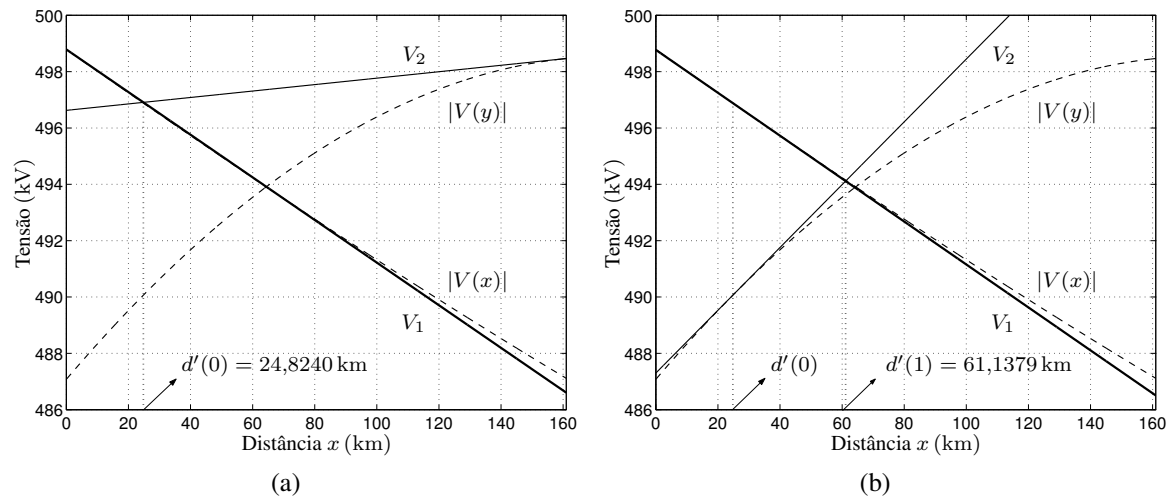 500
498
496
494
492
490
488
486
0
20
40
60
80
100
120
140
160
Tensão (kV)
Distância x (km)
V₂
|V(y)|
|V(x)|
V₁
d′(0) = 24,8240 km
(a)
500
498
496
494
492
490
488
486
0
20
40
60
80
100
120
140
160
Tensão (kV)
Distância x (km)
V₂
|V(y)|
|V(x)|
V₁
d′(0)
d′(1) = 61,1379 km
(b)